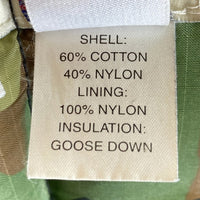 SHELL:
60% COTTON
40% NYLON
LINING:
100% NYLON
INSULATION:
GOOSE DOWN